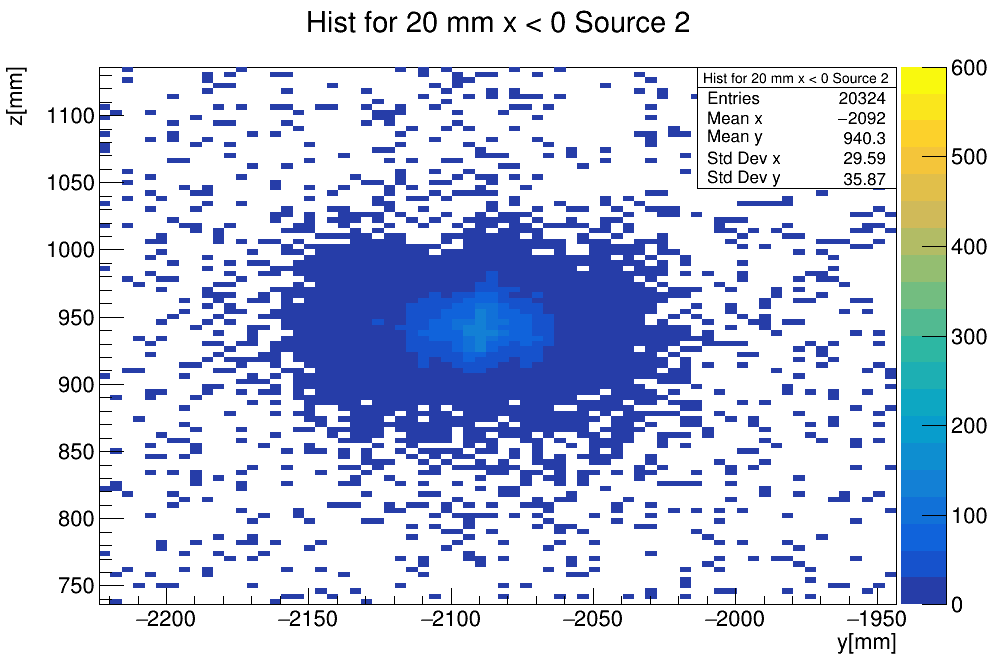 Hist for 20 mm x < 0 Source 2
z[mm]
Hist for 20 mm x < 0 Source 2
Entries 20324
Mean x −2092
Mean y 940.3
Std Dev x 29.59
Std Dev y 35.87
1100
1050
1000
950
900
850
800
750
600
500
400
300
200
100
0
−2200 −2150 −2100 −2050 −2000 −1950
y[mm]